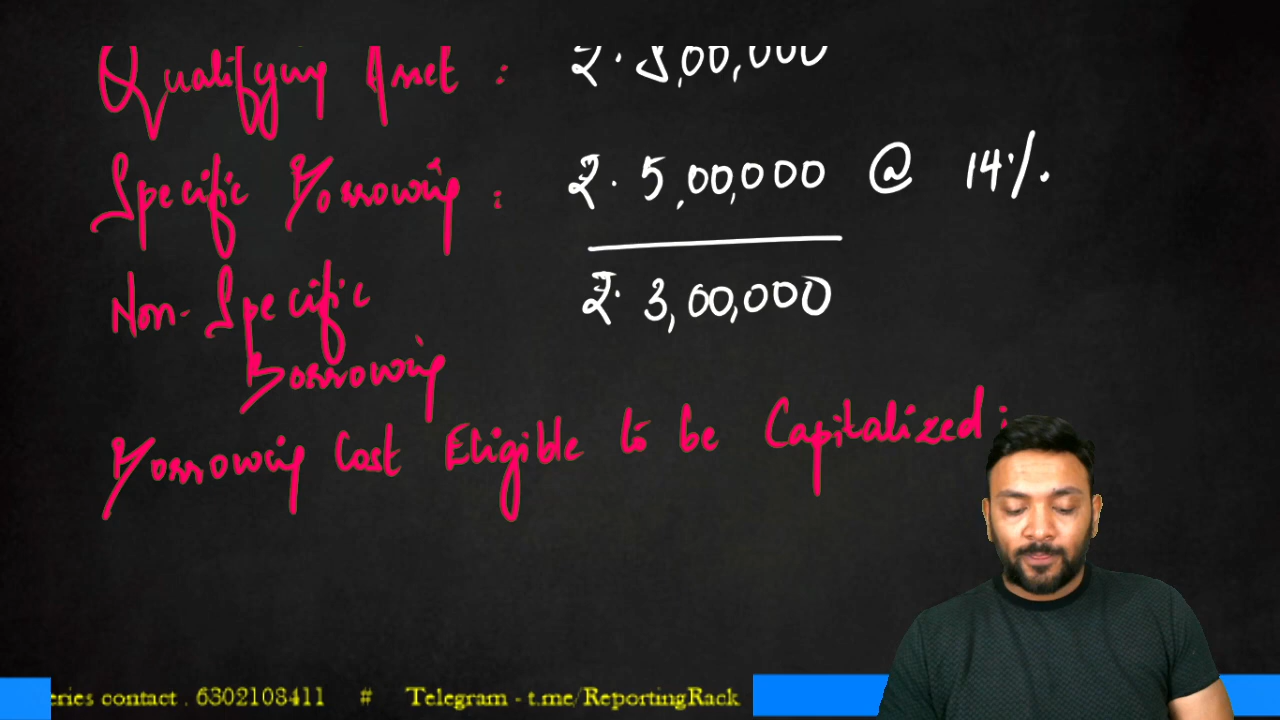 Qualifying Asset : ₹. 8,00,000
Specific Borrowing : ₹. 5,00,000 @ 14%.
Non-Specific Borrowing ₹. 3,00,000
Borrowing Cost Eligible to be Capitalized :
eries contact . 6302108411 # Telegram - t.me/ReportingRack